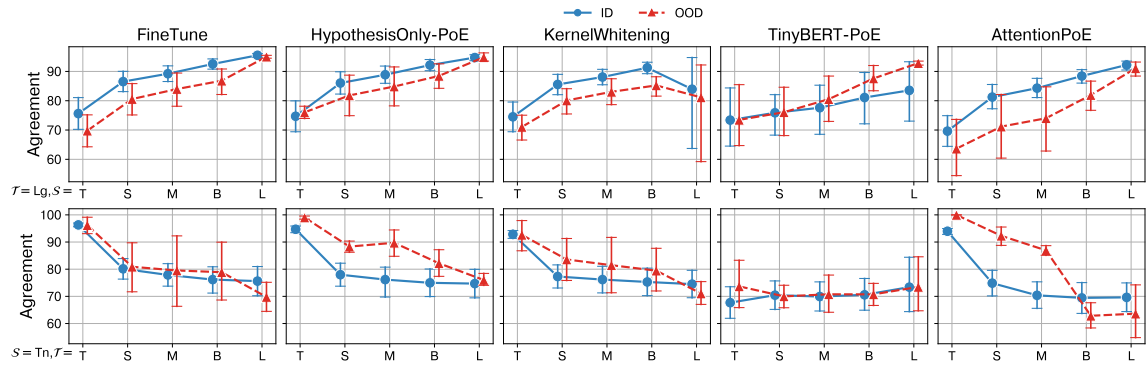 ID OOD
FineTune HypothesisOnly-PoE KernelWhitening TinyBERT-PoE AttentionPoE
Agreement
90
80
70
60
𝒯 = Lg, 𝒮 = T S M B L T S M B L T S M B L T S M B L T S M B L
Agreement
100
90
80
70
60
𝒮 = Tn, 𝒯 = T S M B L T S M B L T S M B L T S M B L T S M B L